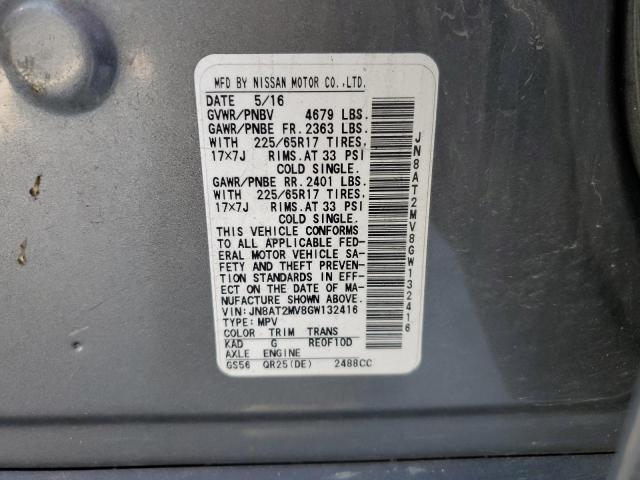 MFD BY NISSAN MOTOR CO.,LTD.
DATE 5/16
GVWR/PNBV 4679 LBS.
GAWR/PNBE FR. 2363 LBS.
WITH 225/65R17 TIRES,
17×7J RIMS.AT 33 PSI
COLD SINGLE.
GAWR/PNBE RR. 2401 LBS.
WITH 225/65R17 TIRES,
17×7J RIMS.AT 33 PSI
COLD SINGLE.
THIS VEHICLE CONFORMS
TO ALL APPLICABLE FED-
ERAL MOTOR VEHICLE SA-
FETY AND THEFT PREVEN-
TION STANDARDS IN EFF-
ECT ON THE DATE OF MA-
NUFACTURE SHOWN ABOVE.
VIN: JN8AT2MV8GW132416
TYPE: MPV
COLOR TRIM TRANS
KAD G RE0F10D
AXLE ENGINE
GS56 QR25(DE) 2488CC
JN8AT2MV8GW132416